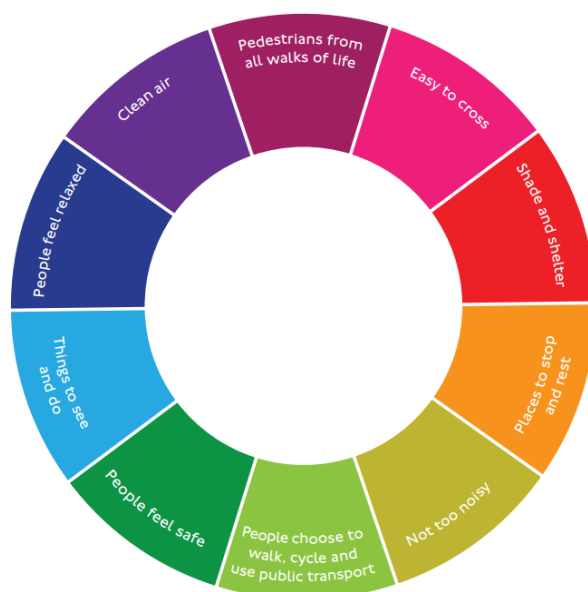 Pedestrians from
all walks of life
Easy to cross
Shade and shelter
Places to stop
and rest
Not too noisy
People choose to
walk, cycle and
use public transport
People feel safe
Things to see
and do
People feel relaxed
Clean air